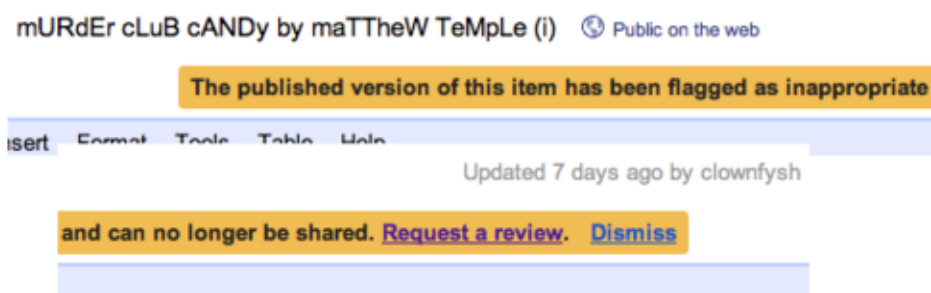 mURdEr cLuB cANDy by maTTheW TeMpLe (i) Public on the web
The published version of this item has been flagged as inappropriate
nsert Format Tools Table Help
Updated 7 days ago by clownfysh
and can no longer be shared. Request a review. Dismiss